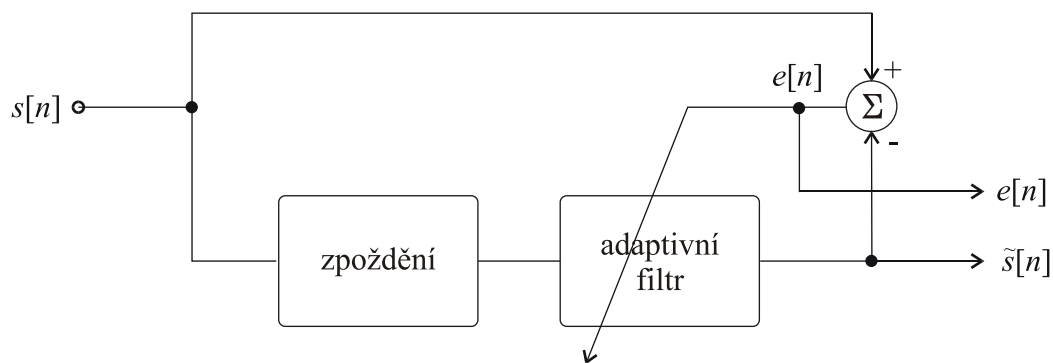 +
e[n]
s[n]
Σ
-
e[n]
zpoždění
adaptivní
filtr
s̃[n]